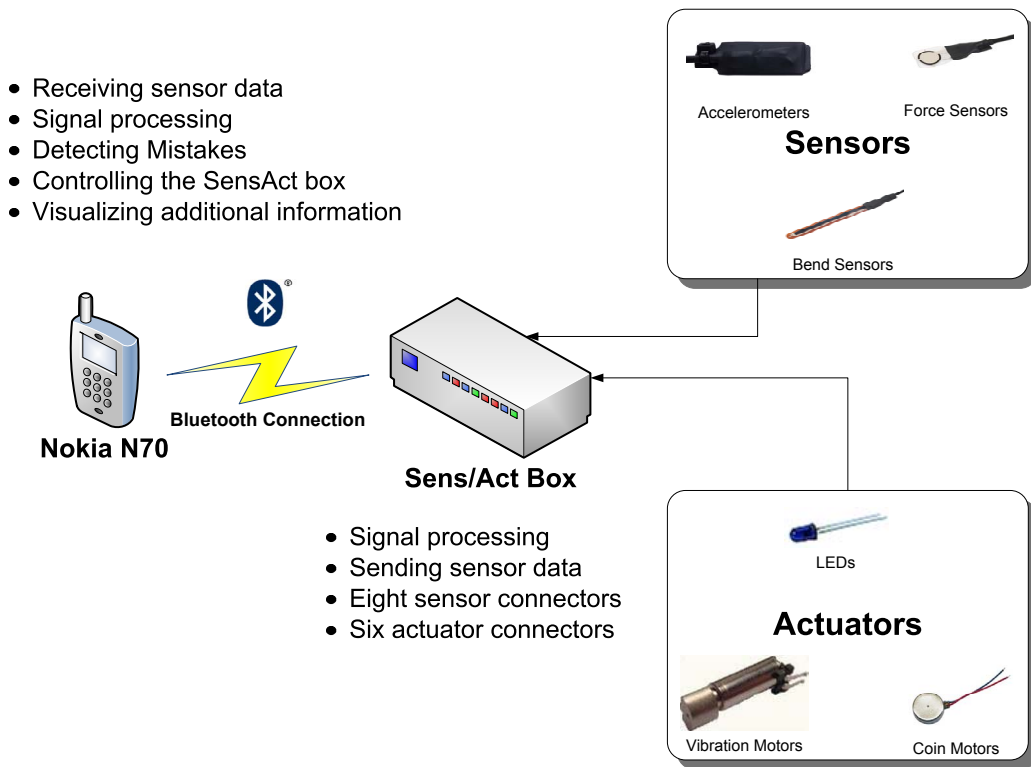 • Receiving sensor data
• Signal processing
• Detecting Mistakes
• Controlling the SensAct box
• Visualizing additional information
Accelerometers
Force Sensors
Sensors
Bend Sensors
®
Bluetooth Connection
Nokia N70
Sens/Act Box
• Signal processing
• Sending sensor data
• Eight sensor connectors
• Six actuator connectors
LEDs
Actuators
Vibration Motors
Coin Motors